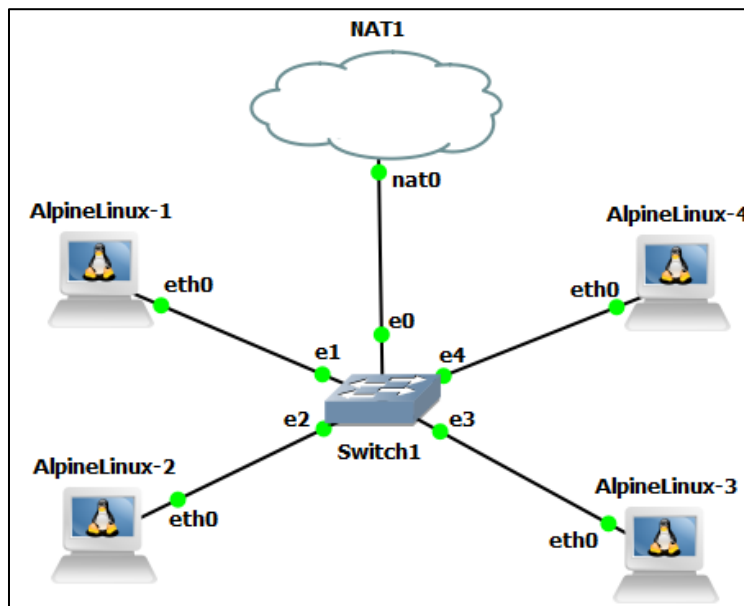 NAT1
nat0
AlpineLinux-1
AlpineLinux-4
eth0
eth0
e0
e1
e4
e2
e3
Switch1
AlpineLinux-2
AlpineLinux-3
eth0
eth0